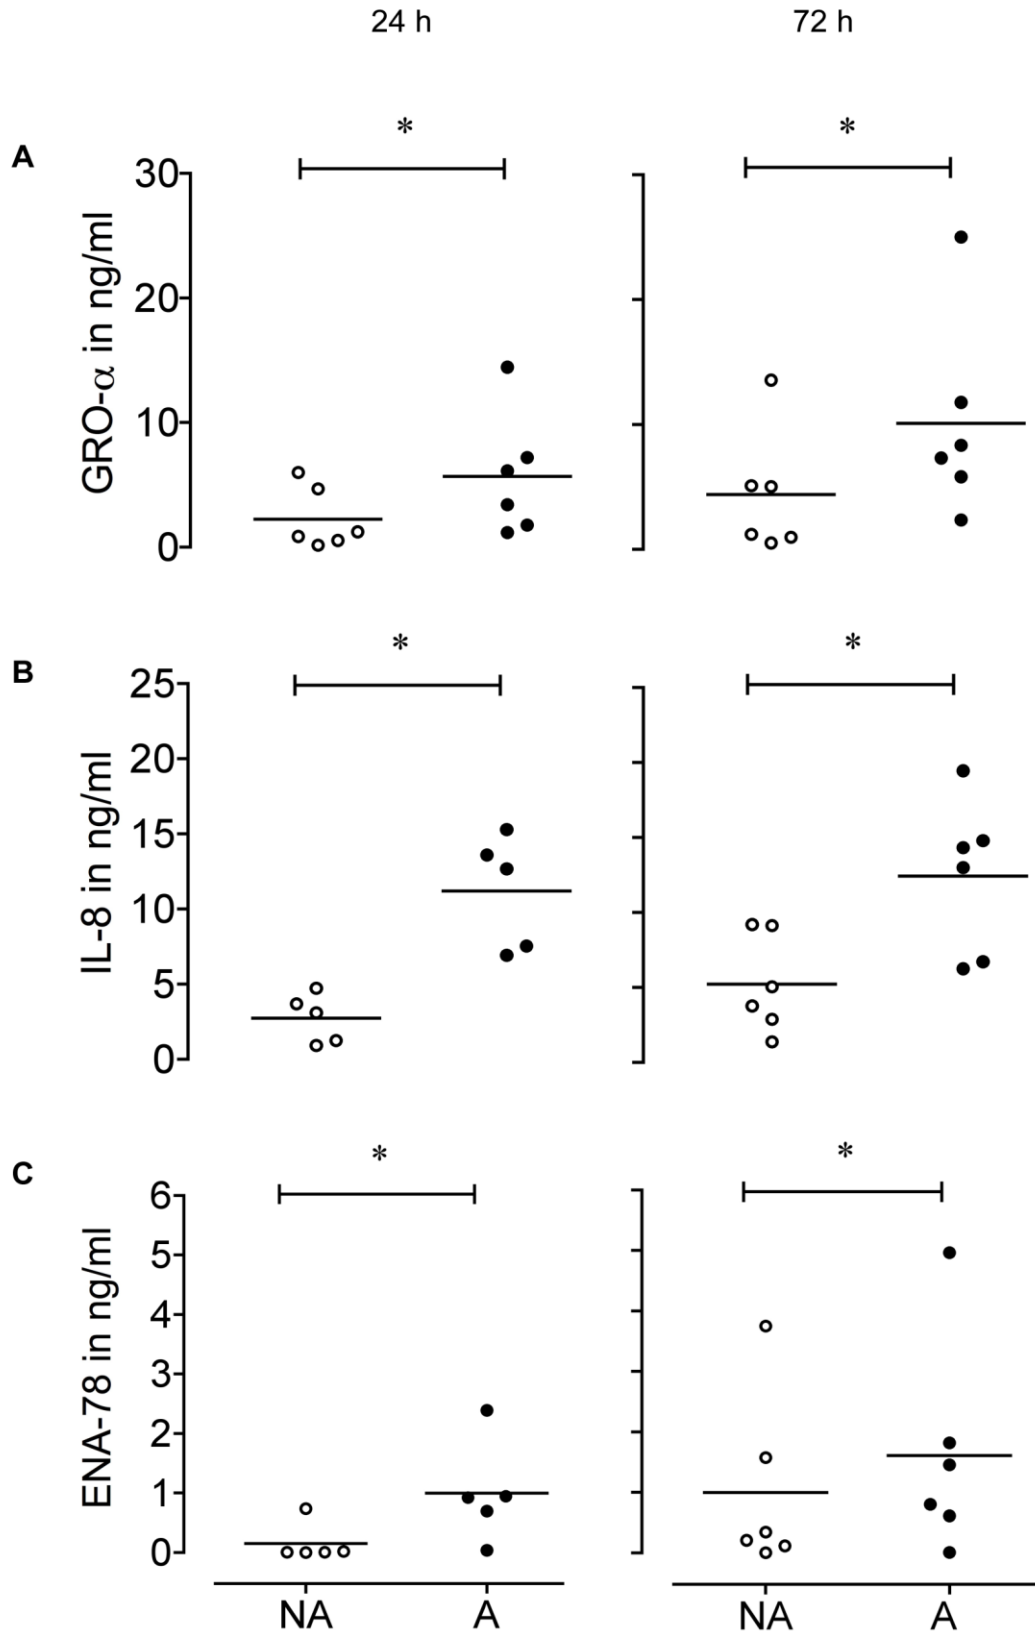 24 h 72 h
A
* *
GRO-α in ng/ml
30
20
10
0
B
* *
IL-8 in ng/ml
25
20
15
10
5
0
C
* *
ENA-78 in ng/ml
6
5
4
3
2
1
0
NA A NA A